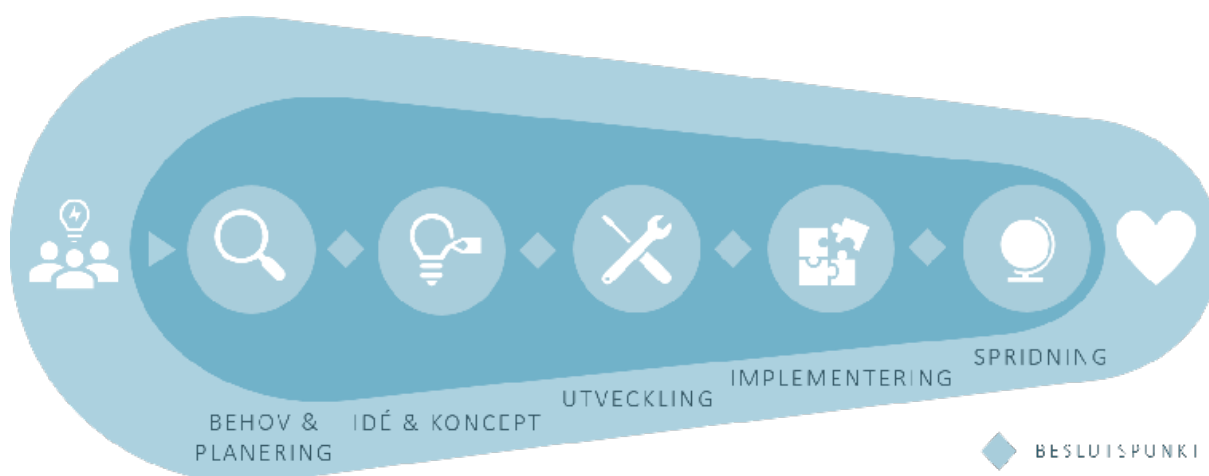 BEHOV &
PLANERING
IDÉ & KONCEPT
UTVECKLING
IMPLEMENTERING
SPRIDNING
BESLUTSPUNKT